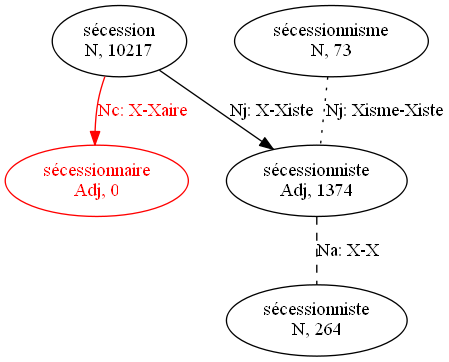 sécession
N, 10217
sécessionnisme
N, 73
Nc: X-Xaire
Nj: X-Xiste
Nj: Xisme-Xiste
sécessionnaire
Adj, 0
sécessionniste
Adj, 1374
Na: X-X
sécessionniste
N, 264